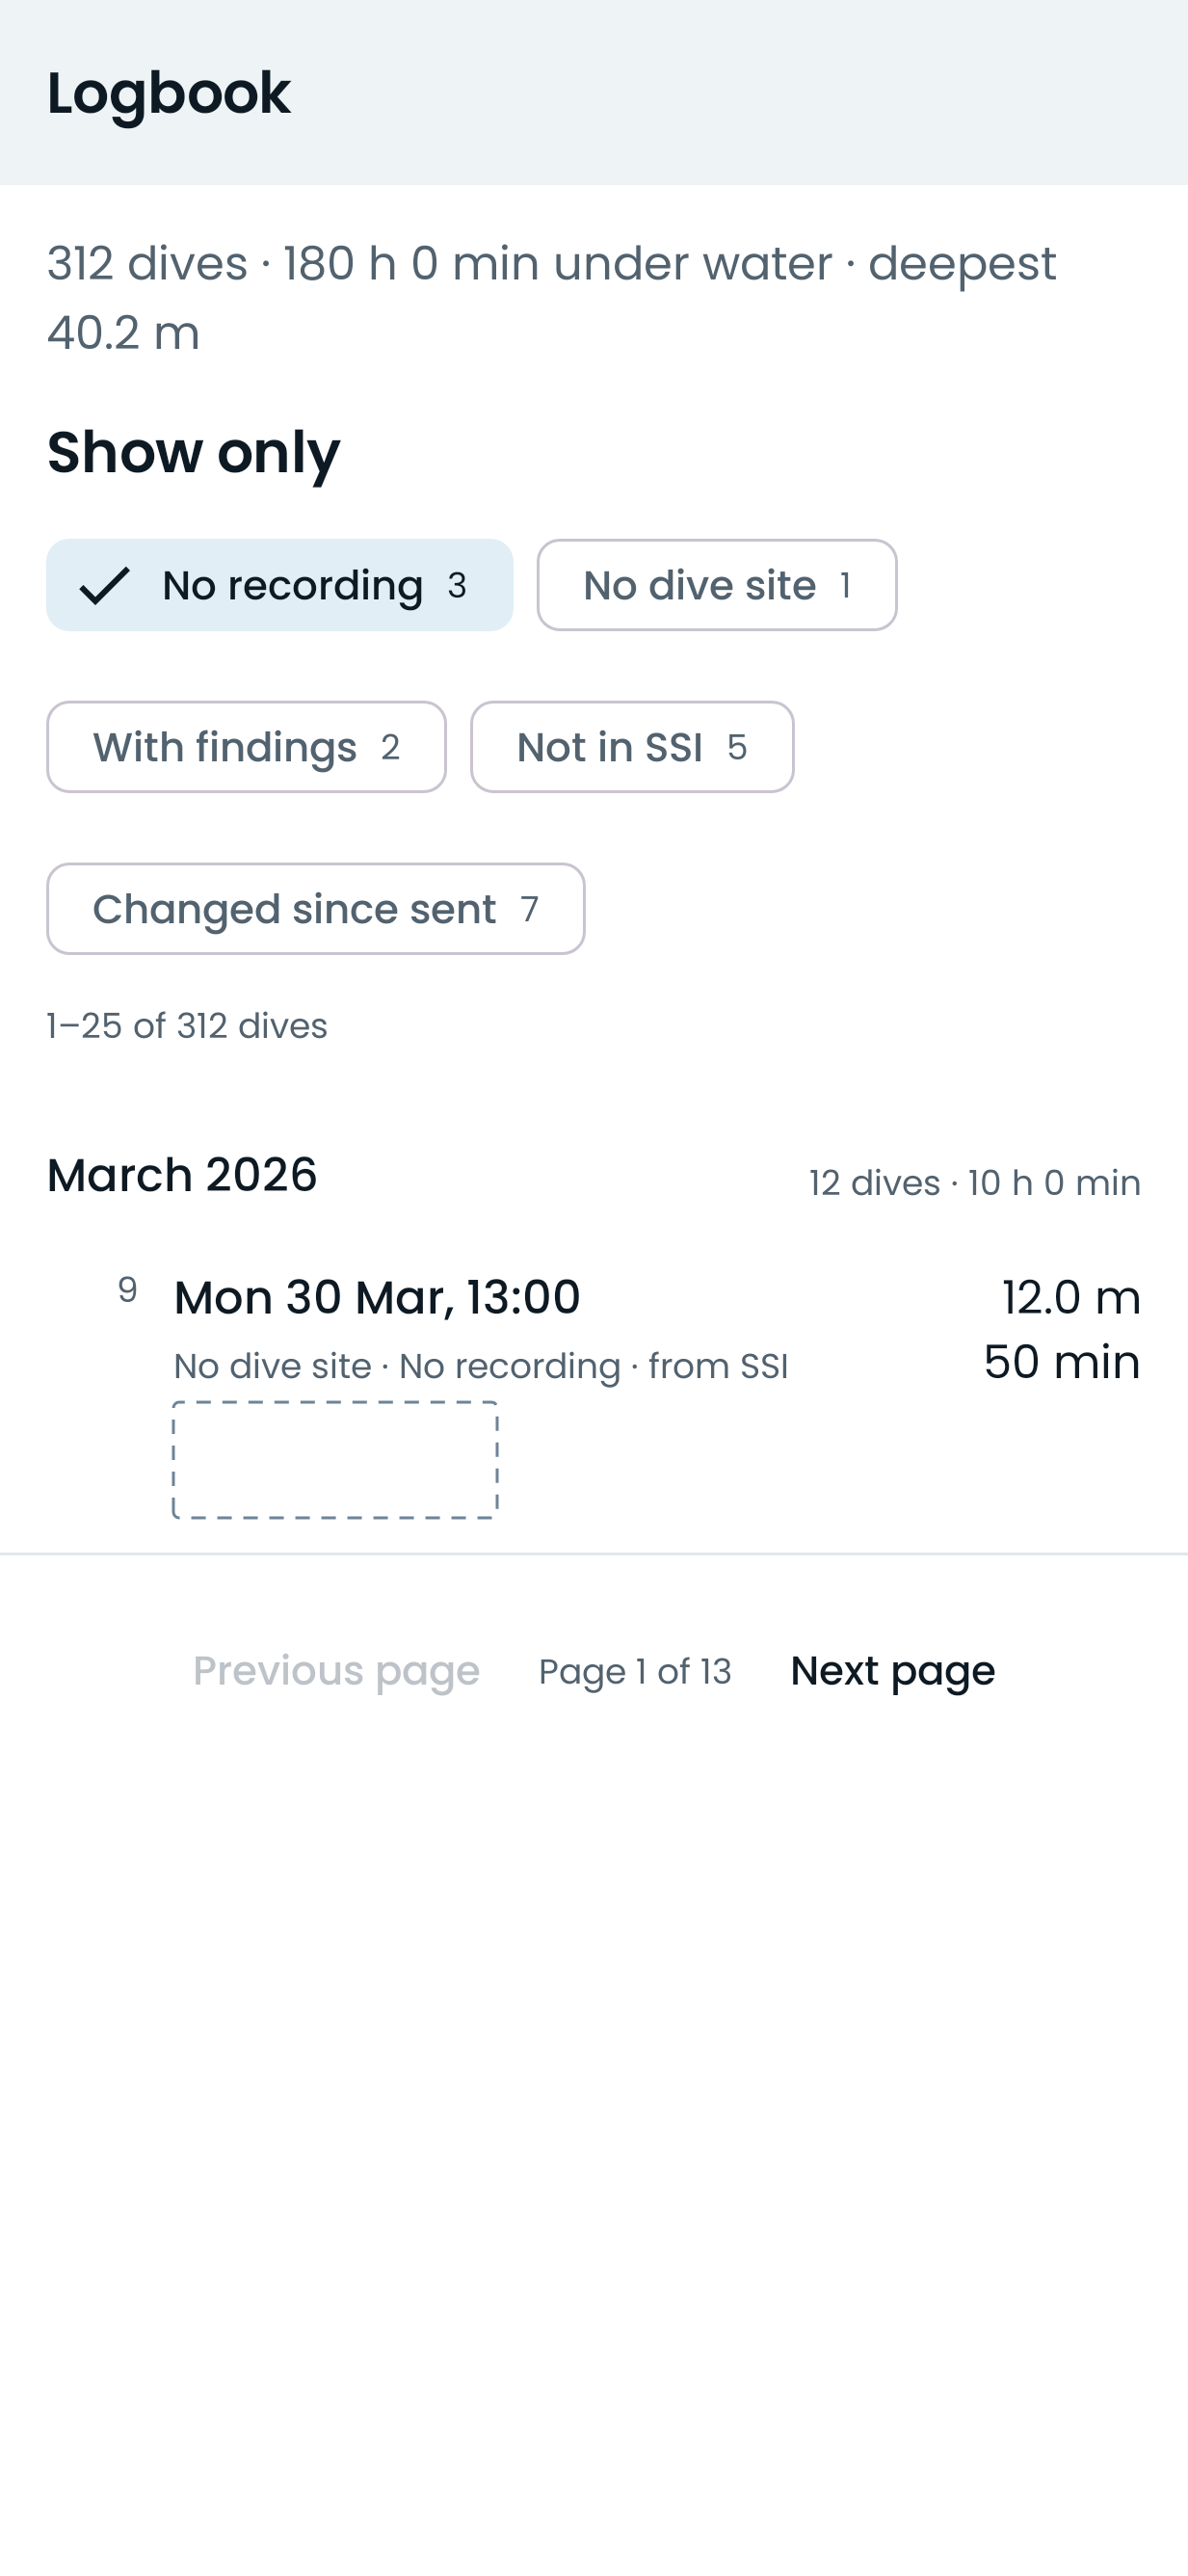 Logbook
312 dives · 180 h 0 min under water · deepest
40.2 m
Show only
No recording 3
No dive site 1
With findings 2
Not in SSI 5
Changed since sent 7
1–25 of 312 dives
March 2026
12 dives · 10 h 0 min
9 Mon 30 Mar, 13:00 12.0 m
No dive site · No recording · from SSI 50 min
Previous page Page 1 of 13 Next page